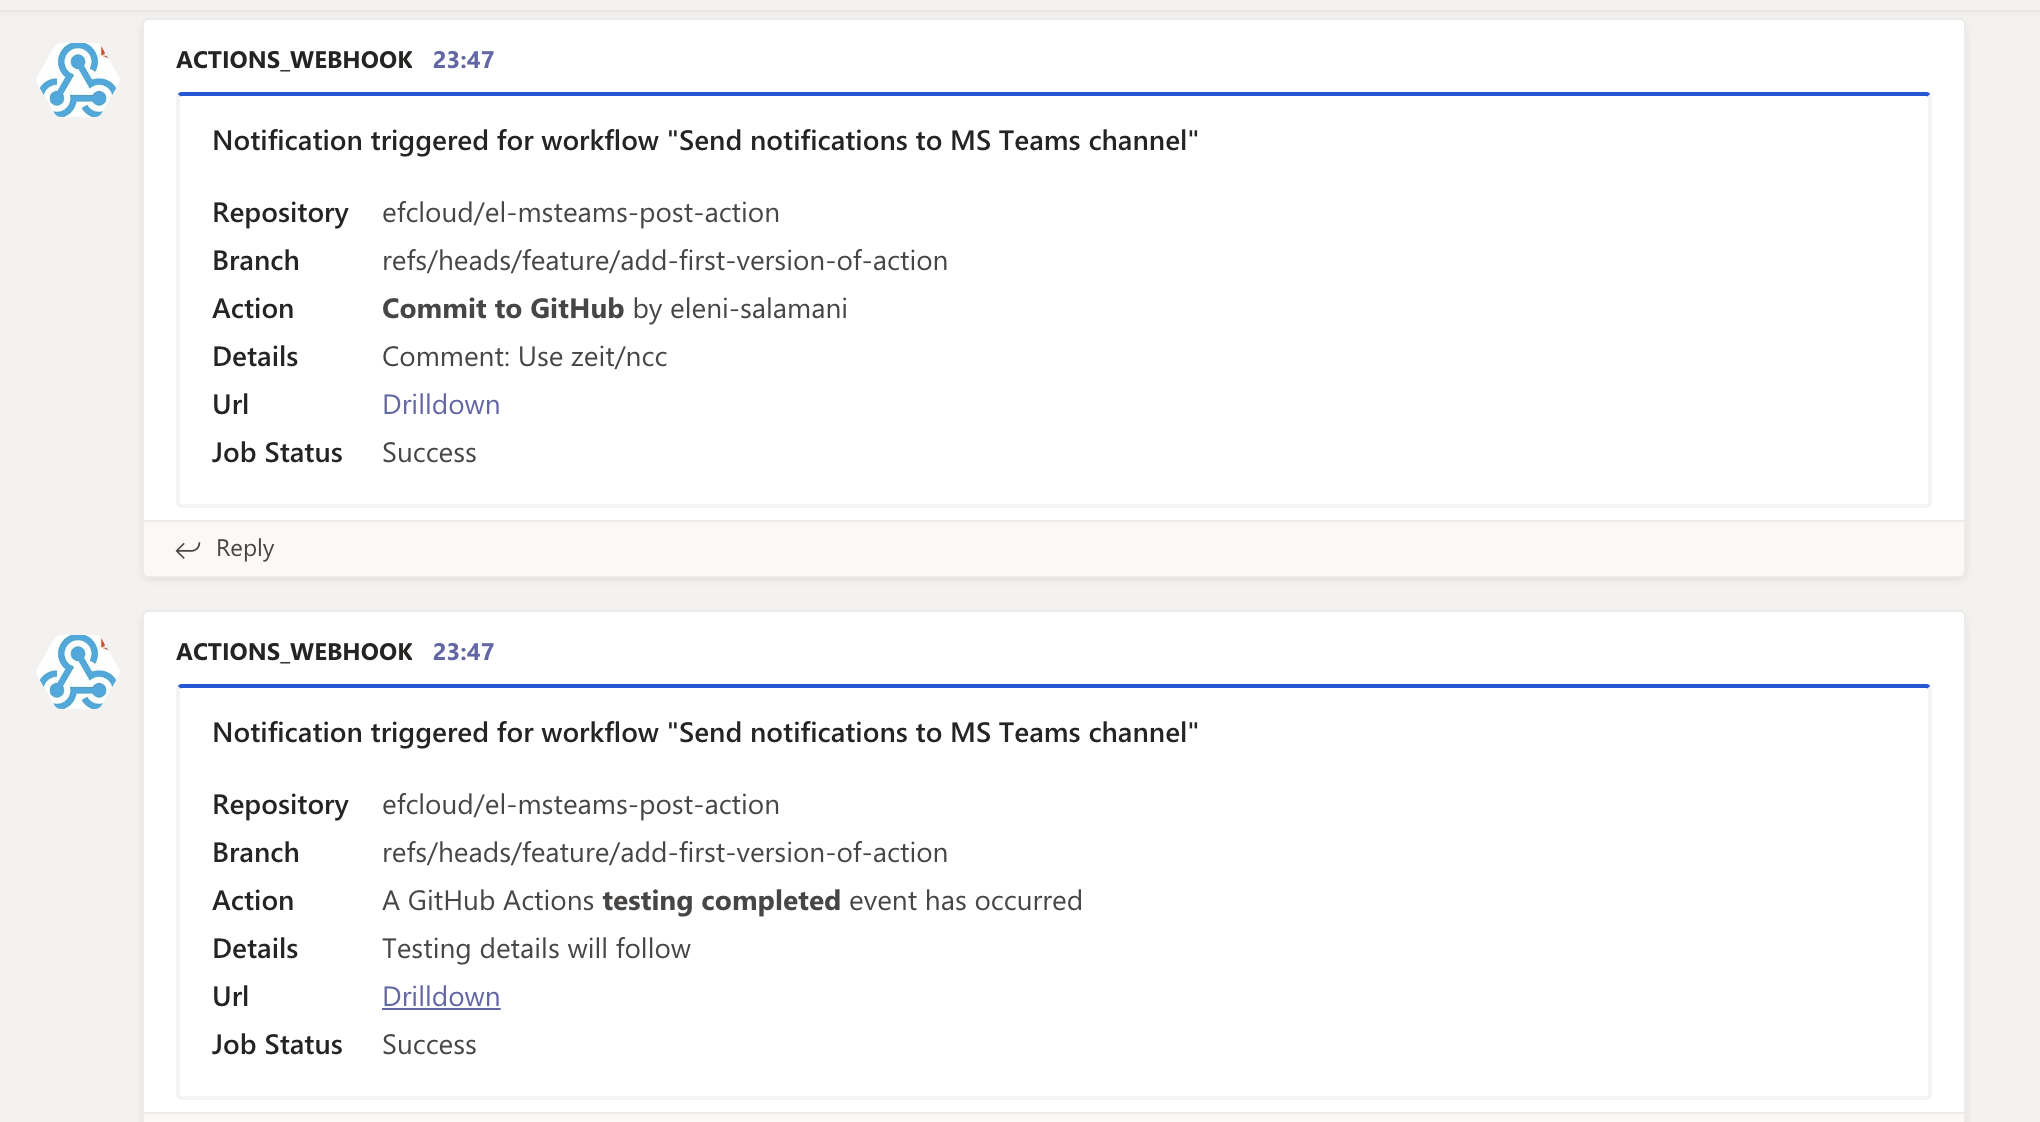 ACTIONS_WEBHOOK 23:47
Notification triggered for workflow "Send notifications to MS Teams channel"
Repository efcloud/el-msteams-post-action
Branch refs/heads/feature/add-first-version-of-action
Action Commit to GitHub by eleni-salamani
Details Comment: Use zeit/ncc
Url Drilldown
Job Status Success
Reply
ACTIONS_WEBHOOK 23:47
Notification triggered for workflow "Send notifications to MS Teams channel"
Repository efcloud/el-msteams-post-action
Branch refs/heads/feature/add-first-version-of-action
Action A GitHub Actions testing completed event has occurred
Details Testing details will follow
Url Drilldown
Job Status Success